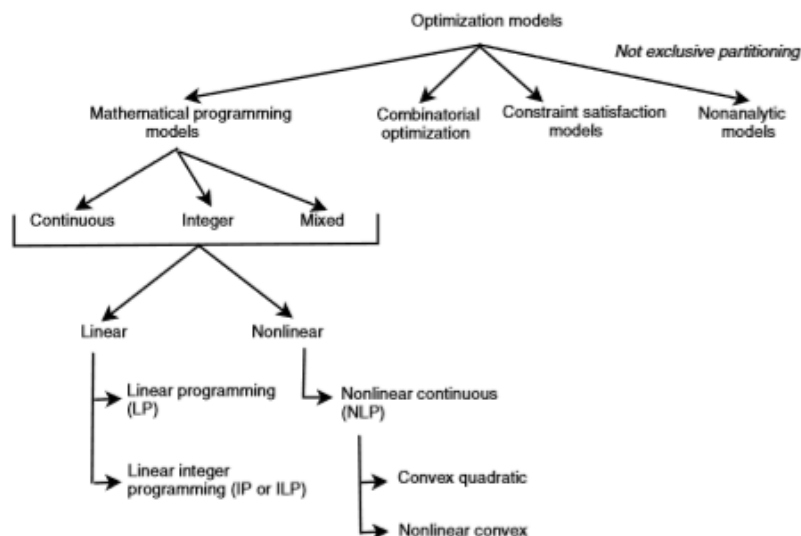 Optimization models
Not exclusive partitioning
Mathematical programming
models
Combinatorial
optimization
Constraint satisfaction
models
Nonanalytic
models
Continuous
Integer
Mixed
Linear
Nonlinear
Linear programming
(LP)
Nonlinear continuous
(NLP)
Linear integer
programming (IP or ILP)
Convex quadratic
Nonlinear convex